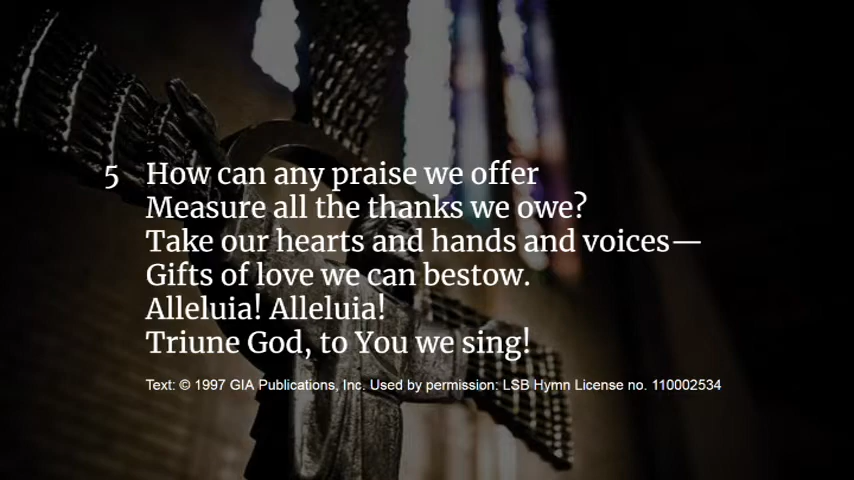 5 How can any praise we offer
Measure all the thanks we owe?
Take our hearts and hands and voices—
Gifts of love we can bestow.
Alleluia! Alleluia!
Triune God, to You we sing!
Text: © 1997 GIA Publications, Inc. Used by permission: LSB Hymn License no. 110002534